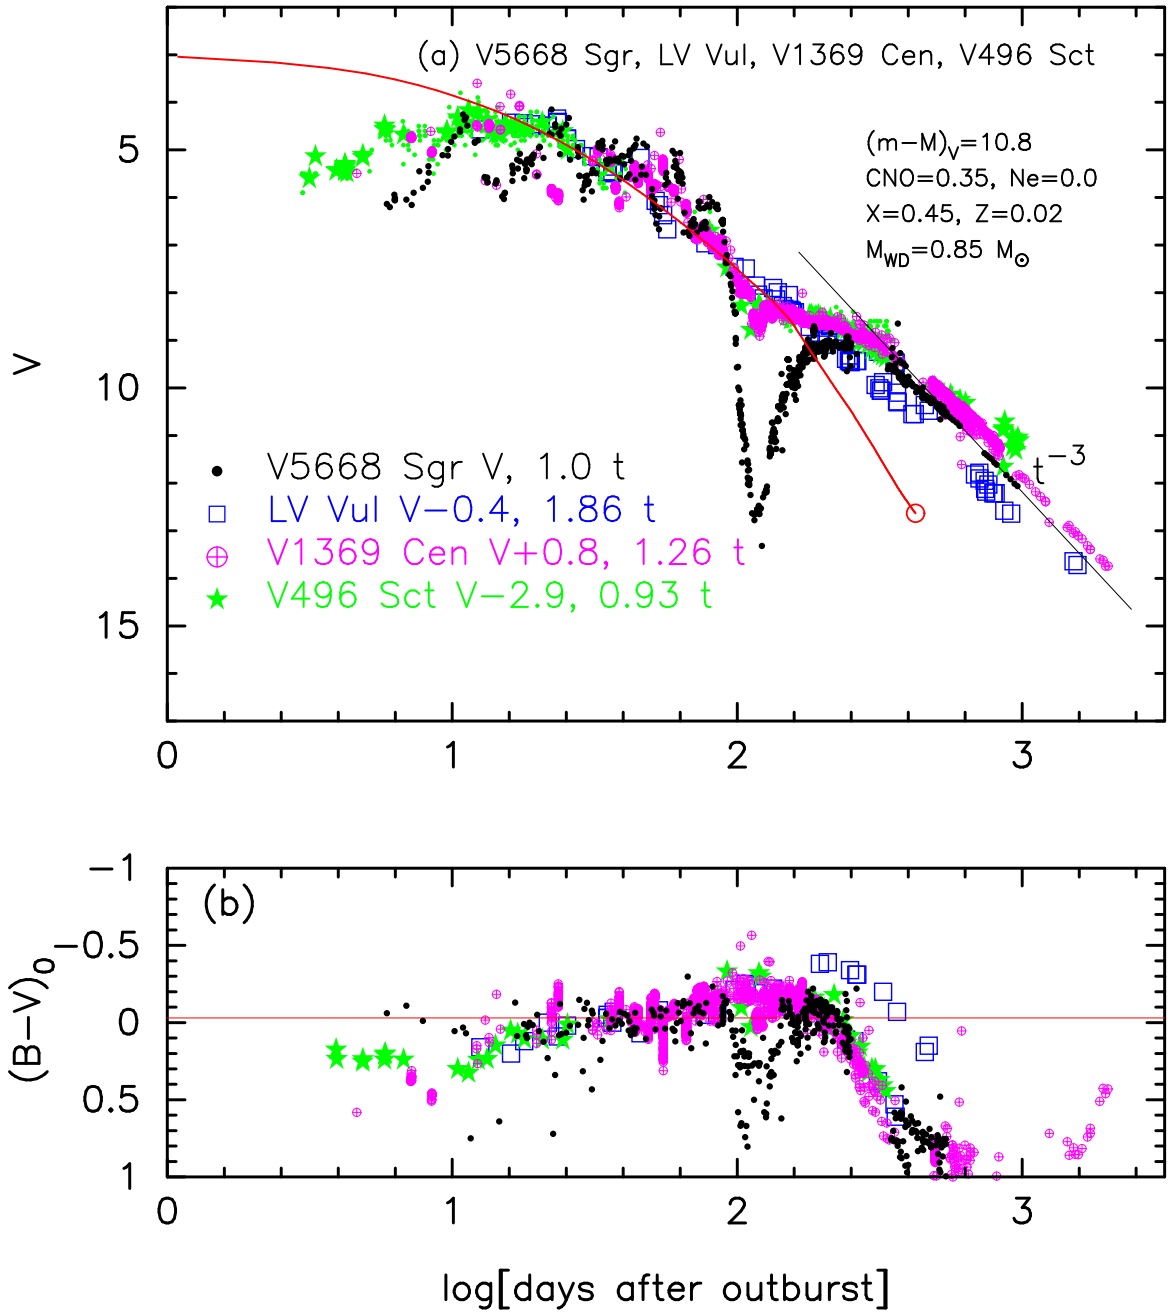 (a) V5668 Sgr, LV Vul, V1369 Cen, V496 Sct
(m−M)V=10.8
CNO=0.35, Ne=0.0
X=0.45, Z=0.02
MWD=0.85 M⊙
5
V
10
V5668 Sgr V, 1.0 t
t−3
LV Vul V−0.4, 1.86 t
V1369 Cen V+0.8, 1.26 t
V496 Sct V−2.9, 0.93 t
15
0 1 2 3
−1
(b)
−0.5
(B−V)0
0
0.5
1
0 1 2 3
log[days after outburst]